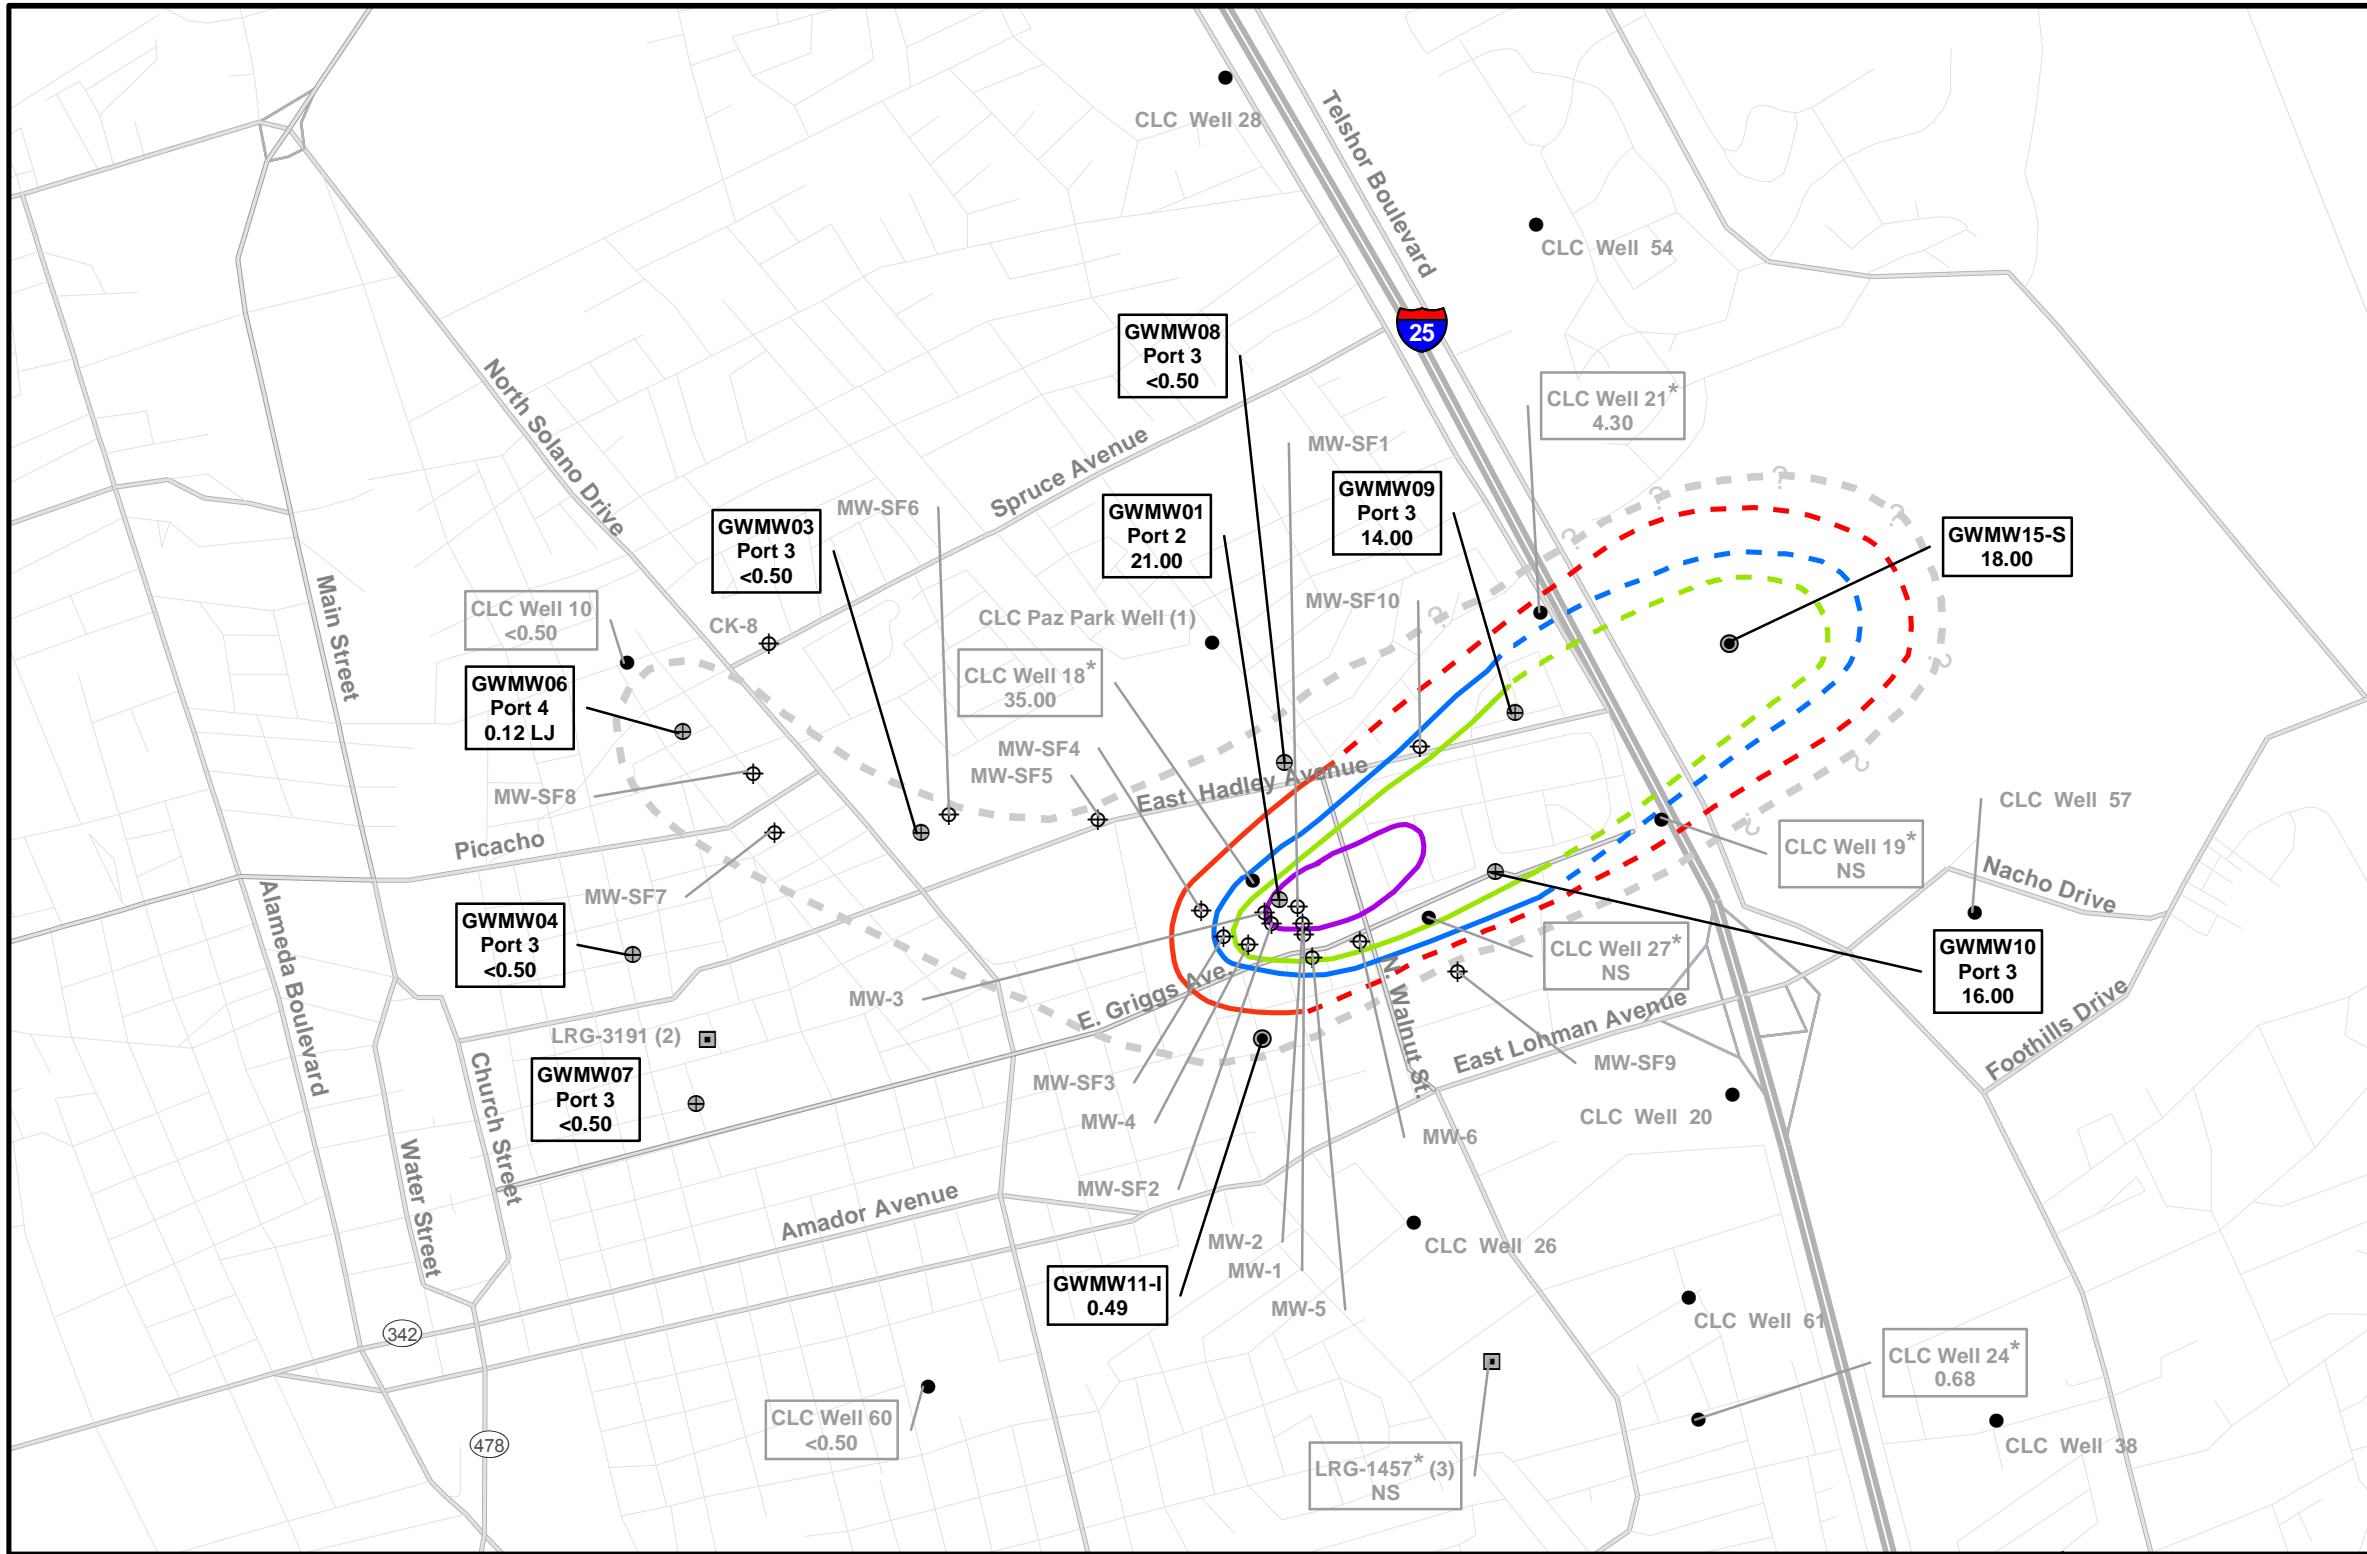 CLC Well 28
Telshor Boulevard
CLC Well 54
25
GWMW08
Port 3
<0.50
North Solano Drive
CLC Well 21*
4.30
MW-SF1
Spruce Avenue
GWMW09
Port 3
14.00
MW-SF6
GWMW01
Port 2
21.00
GWMW03
Port 3
<0.50
GWMW15-S
18.00
?
?
?
?
?
?
?
?
?
Main Street
CLC Well 10
<0.50
CK-8
CLC Paz Park Well (1)
MW-SF10
GWMW06
Port 4
0.12 LJ
CLC Well 18*
35.00
MW-SF4
MW-SF5
East Hadley Avenue
MW-SF8
Picacho
CLC Well 57
CLC Well 19*
NS
Nacho Drive
MW-SF7
Alameda Boulevard
GWMW04
Port 3
<0.50
CLC Well 27*
NS
GWMW10
Port 3
16.00
MW-3
E. Griggs Ave.
N. Walnut St.
East Lohman Avenue
Foothills Drive
LRG-3191 (2)
Church Street
GWMW07
Port 3
<0.50
MW-SF3
MW-SF9
MW-4
CLC Well 20
MW-6
Water Street
MW-SF2
Amador Avenue
MW-2
CLC Well 26
MW-1
GWMW11-I
0.49
MW-5
CLC Well 61
342
CLC Well 24*
0.68
CLC Well 60
<0.50
478
CLC Well 38
LRG-1457* (3)
NS